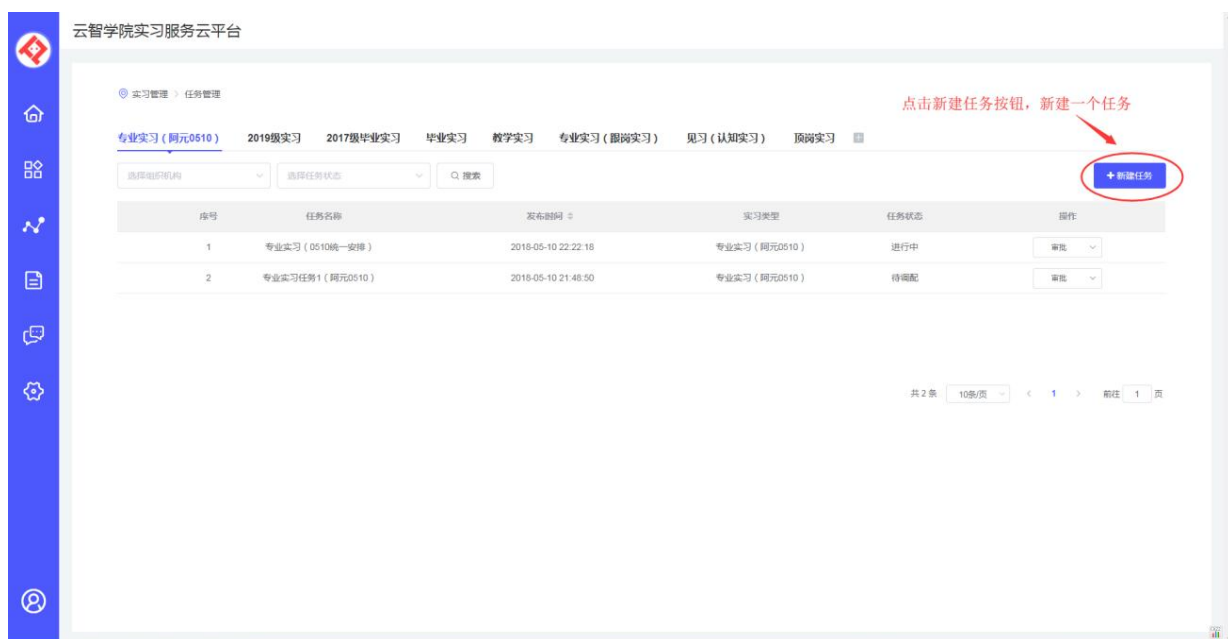 云智学院实习服务云平台
实习管理 > 任务管理
点击新建任务按钮，新建一个任务
专业实习（阿元0510） 2019级实习 2017级毕业实习 毕业实习 教学实习 专业实习（跟岗实习） 见习（认知实习） 顶岗实习
选择组织机构 选择任务状态 搜索 +新建任务
序号 任务名称 发布时间 实习类型 任务状态 操作
1 专业实习（0510统一安排） 2018-05-10 22:22:18 专业实习（阿元0510） 进行中 审批
2 专业实习任务1（阿元0510） 2018-05-10 21:48:50 专业实习（阿元0510） 待调配 审批
共 2 条 10条/页 < 1 > 前往 1 页